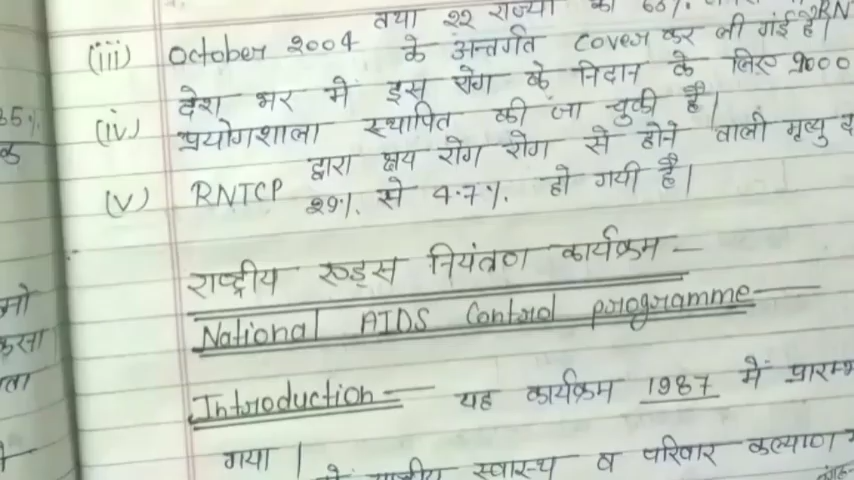 तथा 22 राज्यों
(iii) October 2004 के अन्तर्गत Cover कर ली गई है।
देश भर में इस रोग के निदान के लिए 9000
(iv) प्रयोगशाला स्थापित की जा चुकी है।
द्वारा क्षय रोग रोग से होने वाली मृत्यु
(v) RNTCP 29%. से 4.7%. हो गयी है।
राष्ट्रीय एड्स नियंत्रण कार्यक्रम —
National AIDS Control programme —
Introduction — यह कार्यक्रम 1987 में प्रारम्भ
गया।
स्वास्थ्य व परिवार कल्याण